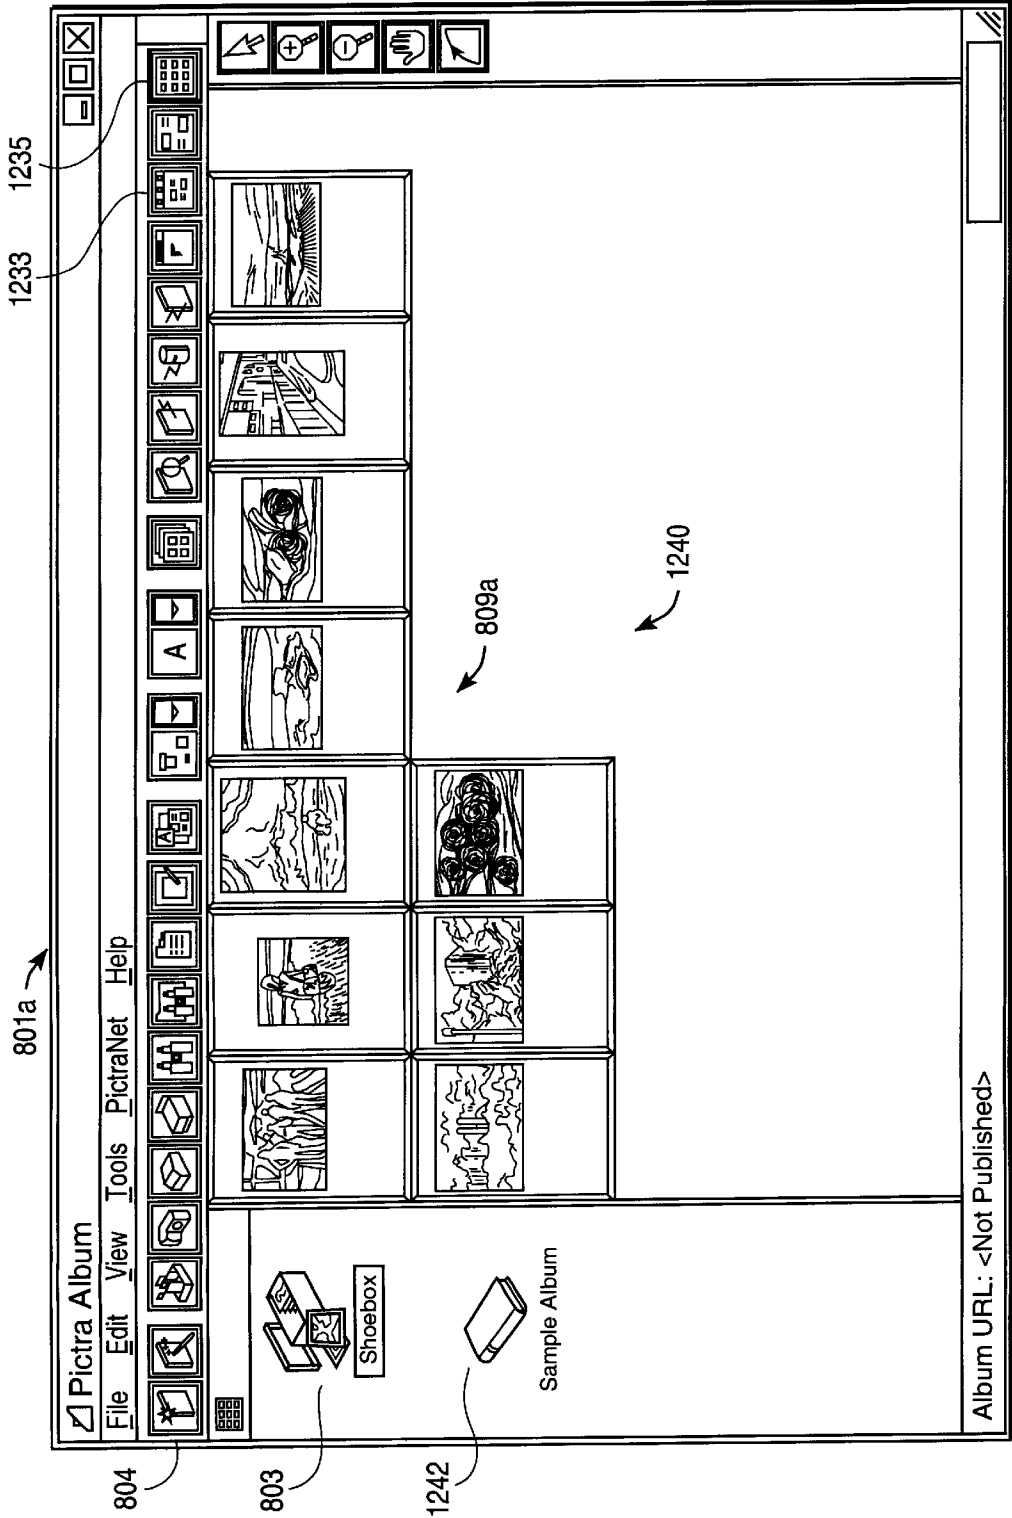 801a
1233
1235
804
Pictra Album
File Edit View Tools PictraNet Help
A
A
803
Shoebox
809a
1240
1242
Sample Album
Album URL: <Not Published>